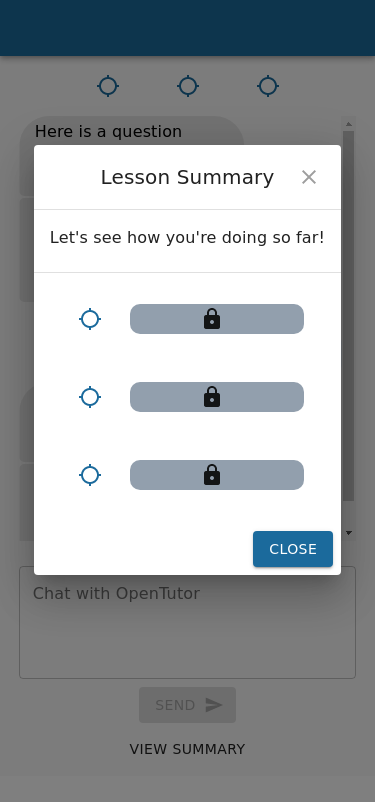 Here is a question
Lesson Summary
Let's see how you're doing so far!
CLOSE
Chat with OpenTutor
SEND
VIEW SUMMARY